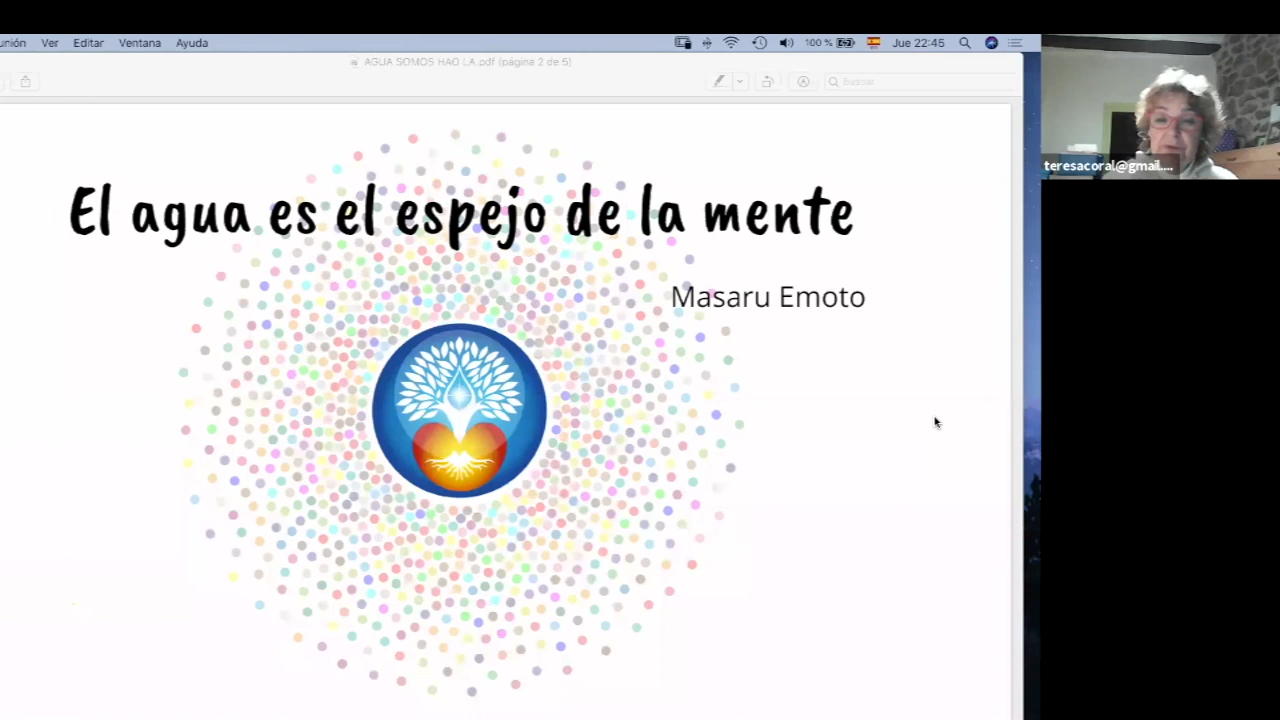 unión Ver Editar Ventana Ayuda 100 % Jue 22:45
AGUA SOMOS HAO LA.pdf (página 2 de 5)
Buscar
teresacoral@gmail....
El agua es el espejo de la mente
Masaru Emoto